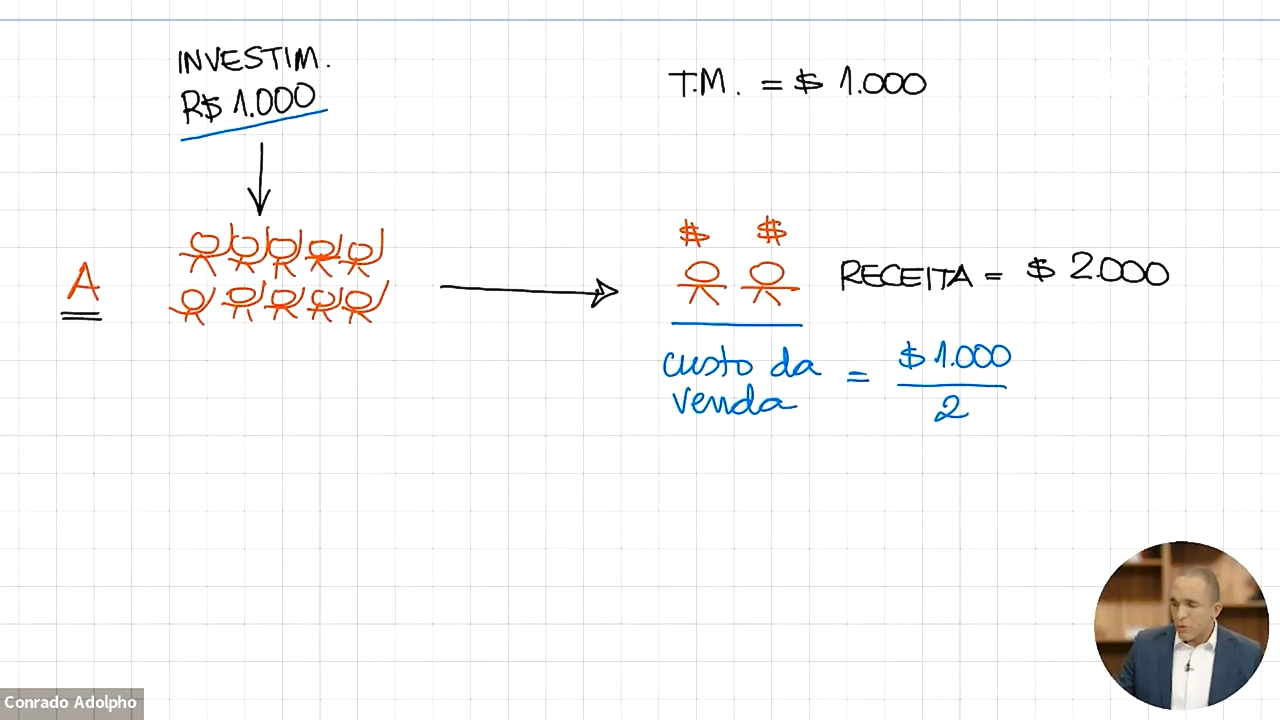 INVESTIM.
R$ 1.000
T.M. = $ 1.000
A
$ $
RECEITA = $ 2.000
custo da
venda
=
$ 1.000
2
Conrado Adolpho